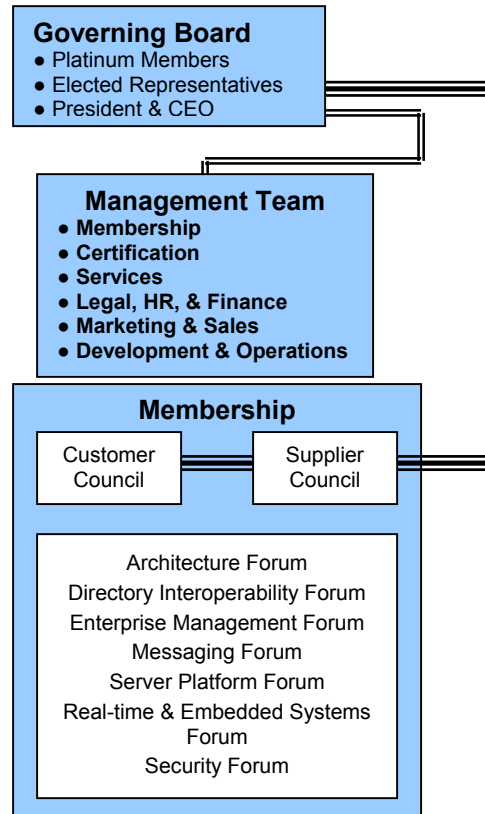 Governing Board
● Platinum Members
● Elected Representatives
● President & CEO
Management Team
● Membership
● Certification
● Services
● Legal, HR, & Finance
● Marketing & Sales
● Development & Operations
Membership
Customer
Council
Supplier
Council
Architecture Forum
Directory Interoperability Forum
Enterprise Management Forum
Messaging Forum
Server Platform Forum
Real-time & Embedded Systems
Forum
Security Forum